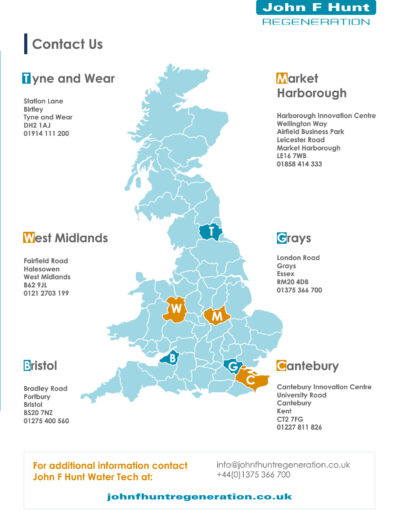 John F Hunt
REGENERATION
Contact Us
Tyne and Wear
Station Lane
Birtley
Tyne and Wear
DH2 1AJ
01914 111 200
Market
Harborough
Harborough Innovation Centre
Wellington Way
Airfield Business Park
Leicester Road
Market Harborough
LE16 7WB
01858 414 333
T
West Midlands
Fairfield Road
Halesowen
West Midlands
B62 9JL
0121 2703 199
Grays
London Road
Grays
Essex
RM20 4DB
01375 366 700
W
M
B
G
C
Bristol
Bradley Road
Portbury
Bristol
BS20 7NZ
01275 400 560
Cantebury
Cantebury Innovation Centre
University Road
Cantebury
Kent
CT2 7FG
01227 811 826
For additional information contact
John F Hunt Water Tech at:
info@johnfhuntregeneration.co.uk
+44(0)1375 366 700
johnfhuntregeneration.co.uk